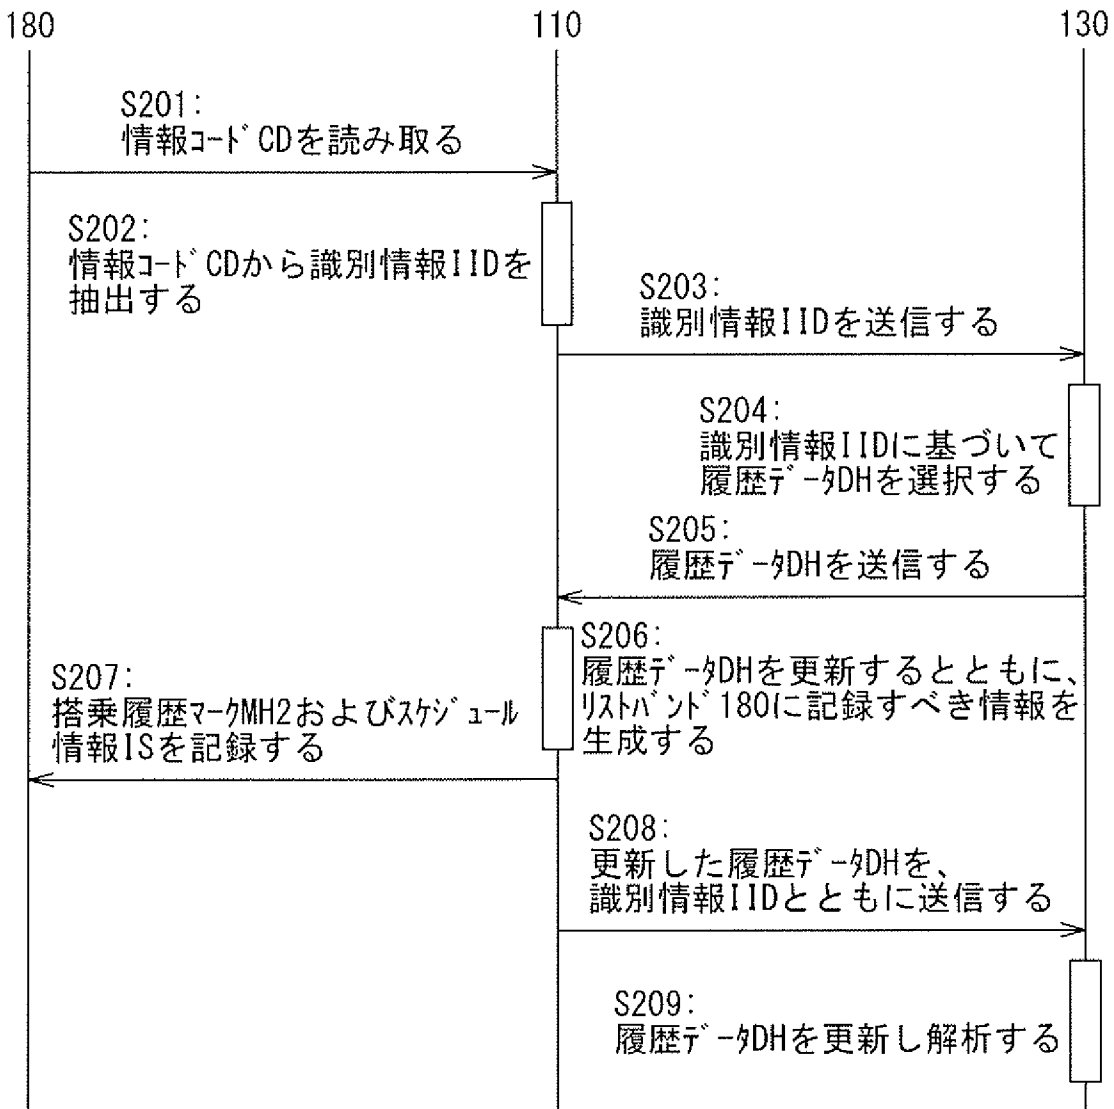 180 110 130
S201:
情報ｺｰﾄﾞCDを読み取る
S202:
情報ｺｰﾄﾞCDから識別情報IIDを
抽出する
S203:
識別情報IIDを送信する
S204:
識別情報IIDに基づいて
履歴ﾃﾞｰﾀDHを選択する
S205:
履歴ﾃﾞｰﾀDHを送信する
S206:
履歴ﾃﾞｰﾀDHを更新するとともに、
ﾘｽﾄﾊﾞﾝﾄﾞ180に記録すべき情報を
生成する
S207:
搭乗履歴ﾏｰｸMH2およびｽｹｼﾞｭｰﾙ
情報ISを記録する
S208:
更新した履歴ﾃﾞｰﾀDHを、
識別情報IIDとともに送信する
S209:
履歴ﾃﾞｰﾀDHを更新し解析する